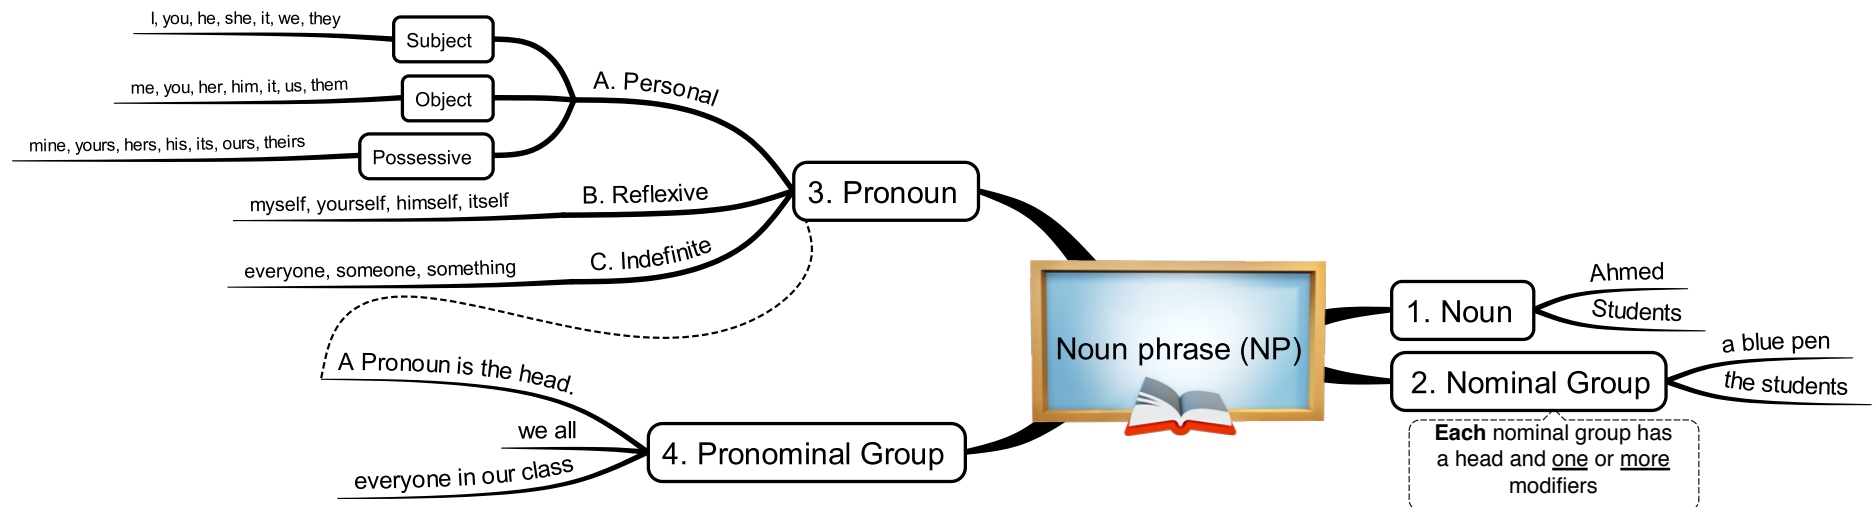 Noun phrase (NP)
1. Noun
Ahmed
Students
2. Nominal Group
a blue pen
the students
Each nominal group has
a head and one or more
modifiers
3. Pronoun
A. Personal
Subject
I, you, he, she, it, we, they
Object
me, you, her, him, it, us, them
Possessive
mine, yours, hers, his, its, ours, theirs
B. Reflexive
myself, yourself, himself, itself
C. Indefinite
everyone, someone, something
4. Pronominal Group
A Pronoun is the head.
we all
everyone in our class